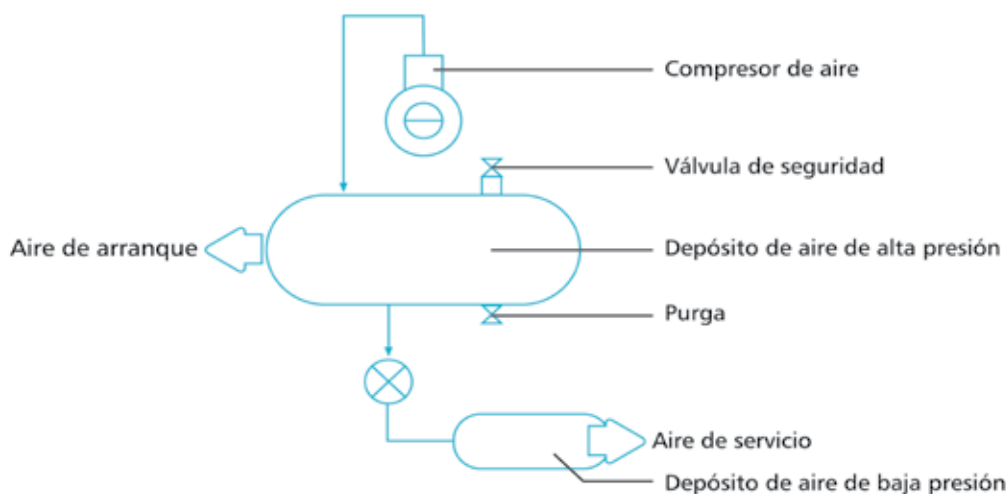 Compresor de aire
Válvula de seguridad
Aire de arranque
Depósito de aire de alta presión
Purga
Aire de servicio
Depósito de aire de baja presión